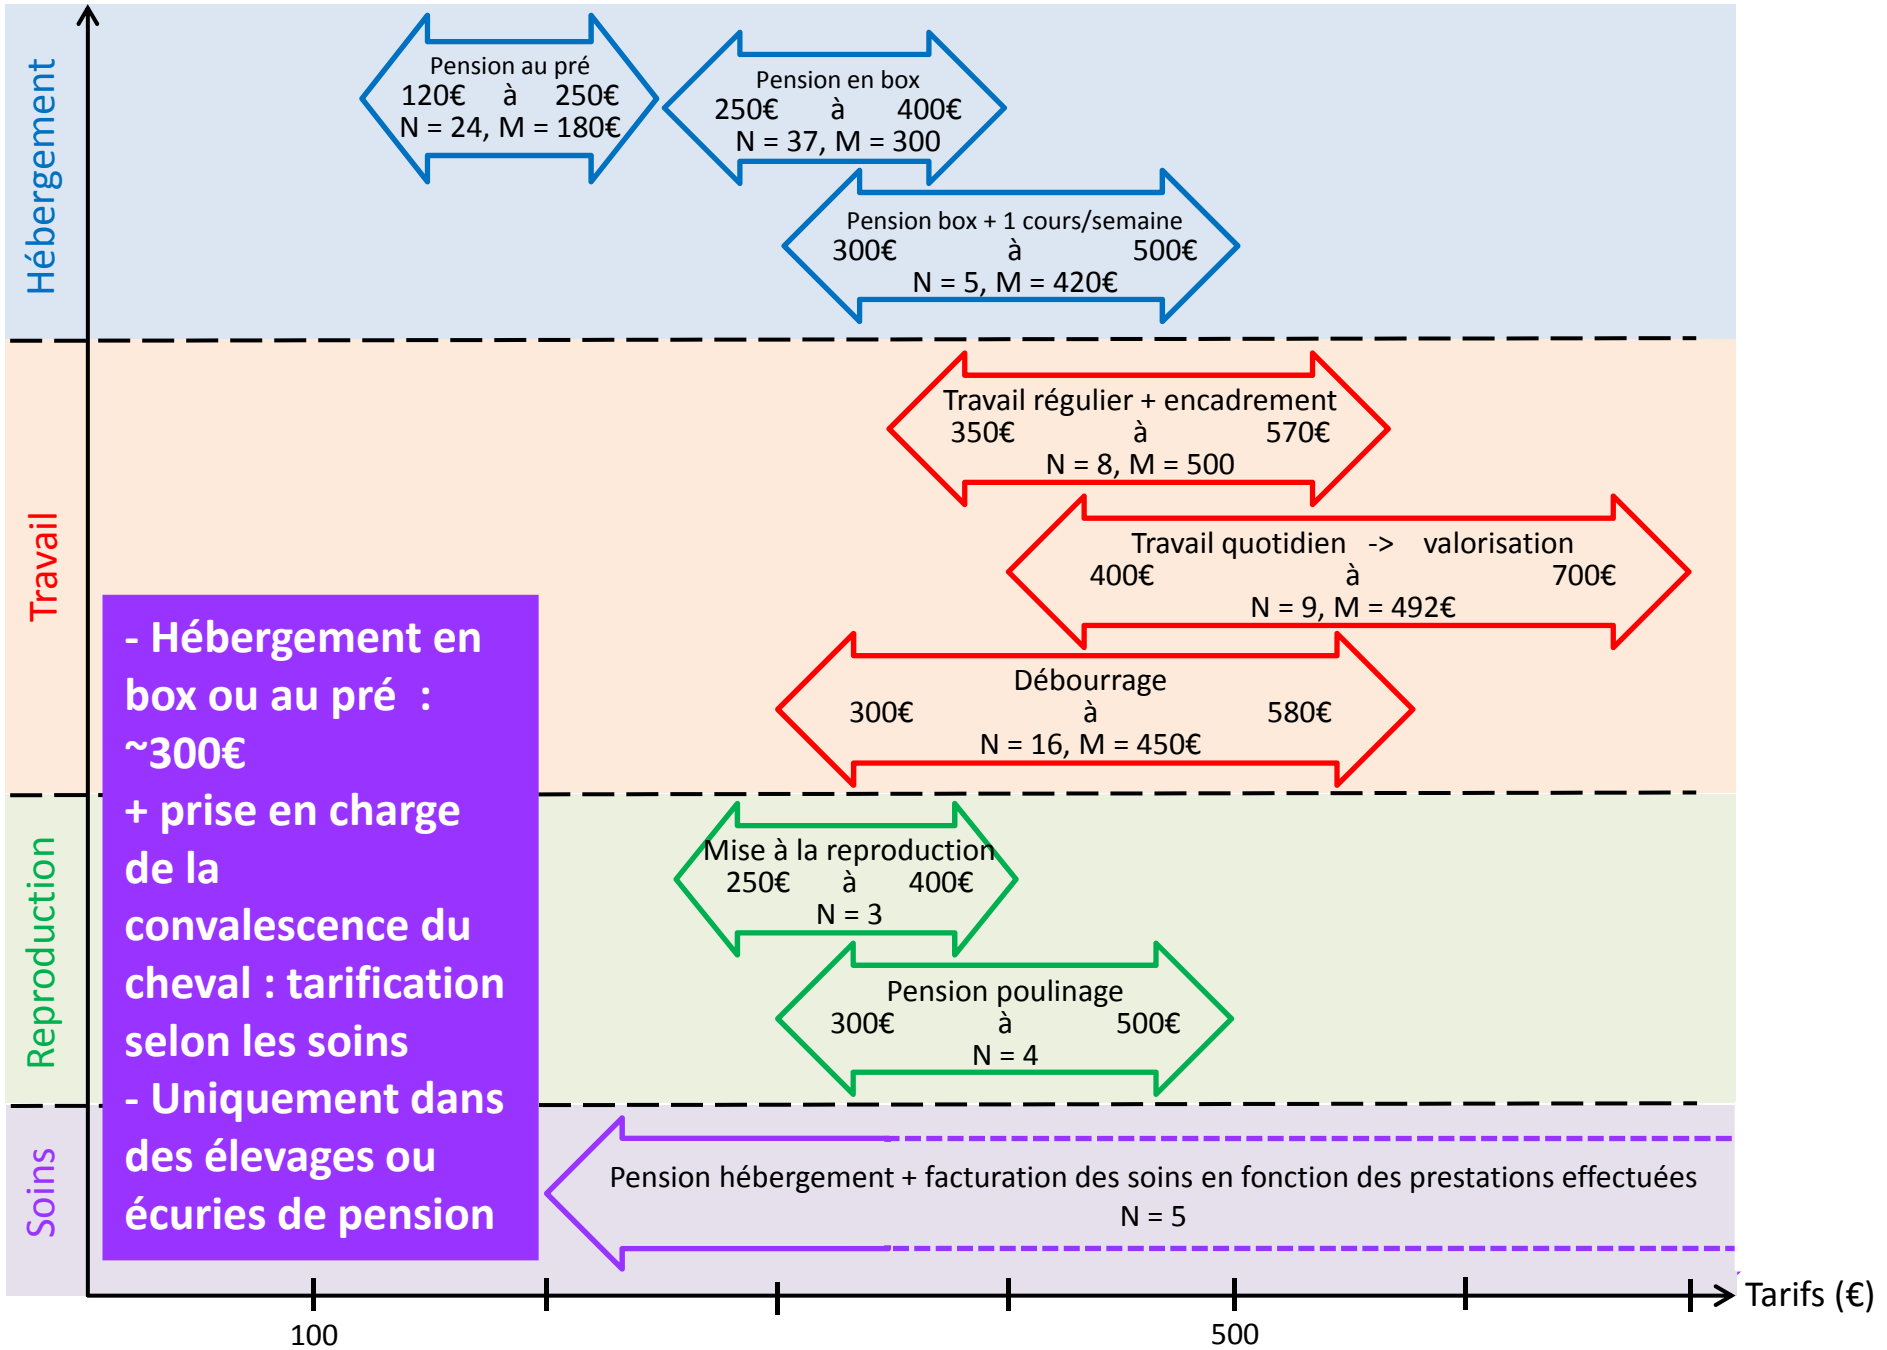 Hébergement
Pension au pré
120€ à 250€
N = 24, M = 180€
Pension en box
250€ à 400€
N = 37, M = 300
Pension box + 1 cours/semaine
300€ à 500€
N = 5, M = 420€
Travail
Travail régulier + encadrement
350€ à 570€
N = 8, M = 500
Travail quotidien -> valorisation
400€ à 700€
N = 9, M = 492€
Débourrage
300€ à 580€
N = 16, M = 450€
- Hébergement en
box ou au pré :
~300€
+ prise en charge
de la
convalescence du
cheval : tarification
selon les soins
- Uniquement dans
des élevages ou
écuries de pension
Reproduction
Mise à la reproduction
250€ à 400€
N = 3
Pension poulinage
300€ à 500€
N = 4
Soins
Pension hébergement + facturation des soins en fonction des prestations effectuées
N = 5
Tarifs (€)
100
500